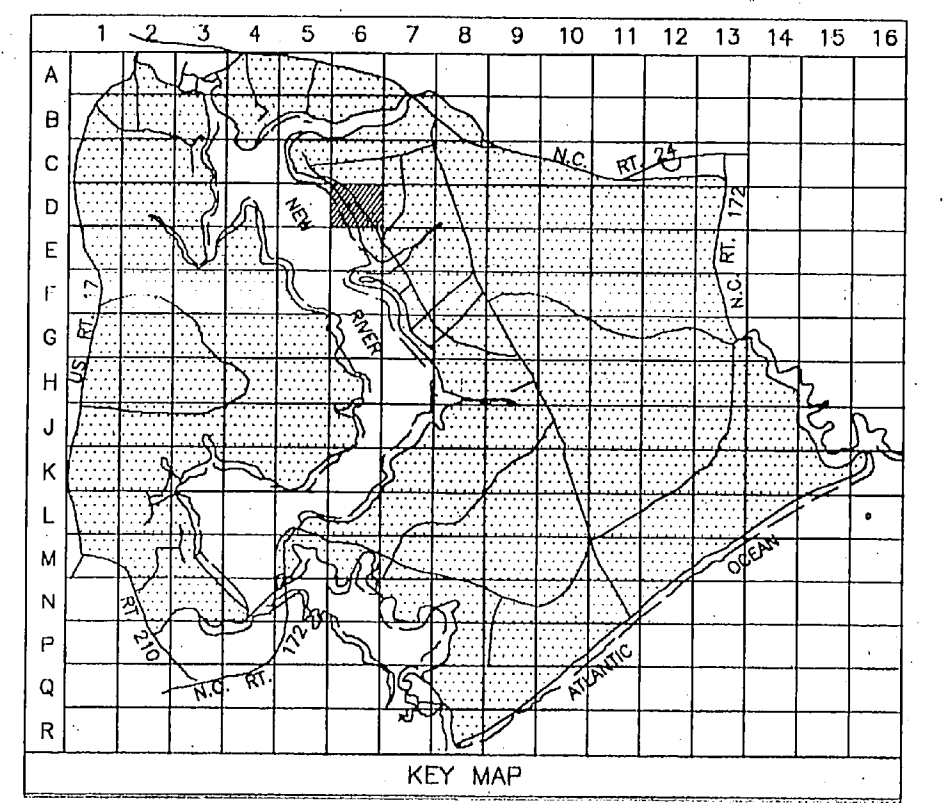 1 2 3 4 5 6 7 8 9 10 11 12 13 14 15 16
A
B
C
D
E
F
G
H
J
K
L
M
N
P
Q
R
N.C. RT. 24
N.C. RT. 172
NEW RIVER
US RT. 17
RT 210
N.C. RT. 172
ATLANTIC OCEAN
KEY MAP